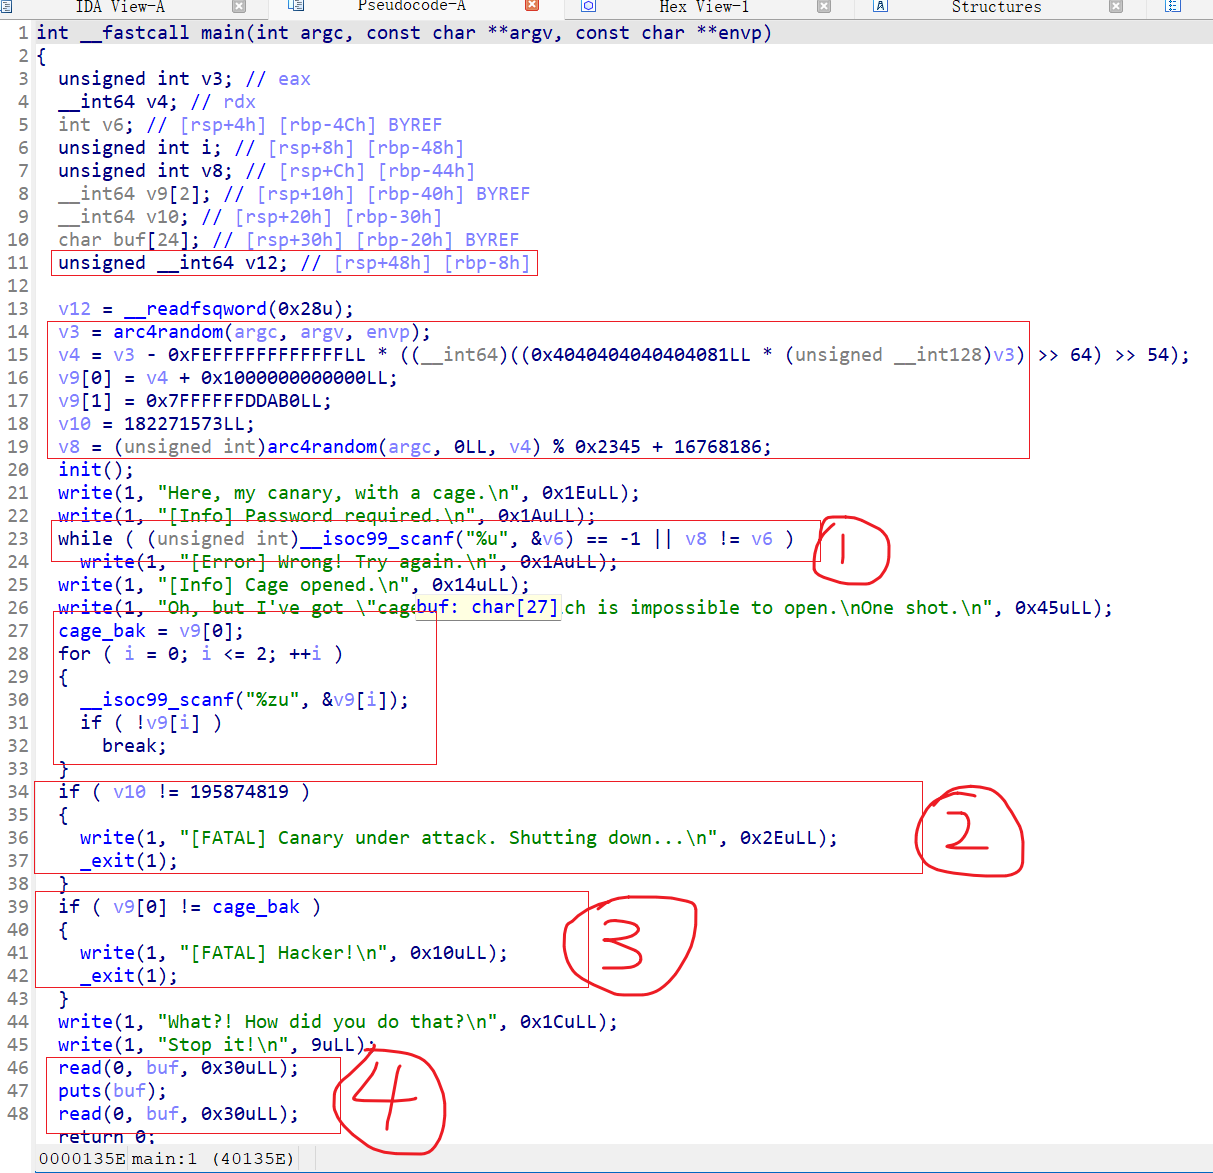 IDA View-A Pseudocode-A Hex View-1 Structures
1 int __fastcall main(int argc, const char **argv, const char **envp)
2 {
3 unsigned int v3; // eax
4 __int64 v4; // rdx
5 int v6; // [rsp+4h] [rbp-4Ch] BYREF
6 unsigned int i; // [rsp+8h] [rbp-48h]
7 unsigned int v8; // [rsp+Ch] [rbp-44h]
8 __int64 v9[2]; // [rsp+10h] [rbp-40h] BYREF
9 __int64 v10; // [rsp+20h] [rbp-30h]
10 char buf[24]; // [rsp+30h] [rbp-20h] BYREF
11 unsigned __int64 v12; // [rsp+48h] [rbp-8h]
12
13 v12 = __readfsqword(0x28u);
14 v3 = arc4random(argc, argv, envp);
15 v4 = v3 - 0xFEFFFFFFFFFFFFLL * ((__int64)((0x4040404040404081LL * (unsigned __int128)v3) >> 64) >> 54);
16 v9[0] = v4 + 0x1000000000000LL;
17 v9[1] = 0x7FFFFFFDDAB0LL;
18 v10 = 182271573LL;
19 v8 = (unsigned int)arc4random(argc, 0LL, v4) % 0x2345 + 16768186;
20 init();
21 write(1, "Here, my canary, with a cage.\n", 0x1EuLL);
22 write(1, "[Info] Password required.\n", 0x1AuLL);
23 while ( (unsigned int)__isoc99_scanf("%u", &v6) == -1 || v8 != v6 )
24 write(1, "[Error] Wrong! Try again.\n", 0x1AuLL);
25 write(1, "[Info] Cage opened.\n", 0x14uLL);
26 write(1, "Oh, but I've got \"cage buf: char[27] ch is impossible to open.\nOne shot.\n", 0x45uLL);
27 cage_bak = v9[0];
28 for ( i = 0; i <= 2; ++i )
29 {
30 __isoc99_scanf("%zu", &v9[i]);
31 if ( !v9[i] )
32 break;
33 }
34 if ( v10 != 195874819 )
35 {
36 write(1, "[FATAL] Canary under attack. Shutting down...\n", 0x2EuLL);
37 _exit(1);
38 }
39 if ( v9[0] != cage_bak )
40 {
41 write(1, "[FATAL] Hacker!\n", 0x10uLL);
42 _exit(1);
43 }
44 write(1, "What?! How did you do that?\n", 0x1CuLL);
45 write(1, "Stop it!\n", 9uLL);
46 read(0, buf, 0x30uLL);
47 puts(buf);
48 read(0, buf, 0x30uLL);
return 0;
1
2
3
4
0000135E main:1 (40135E)